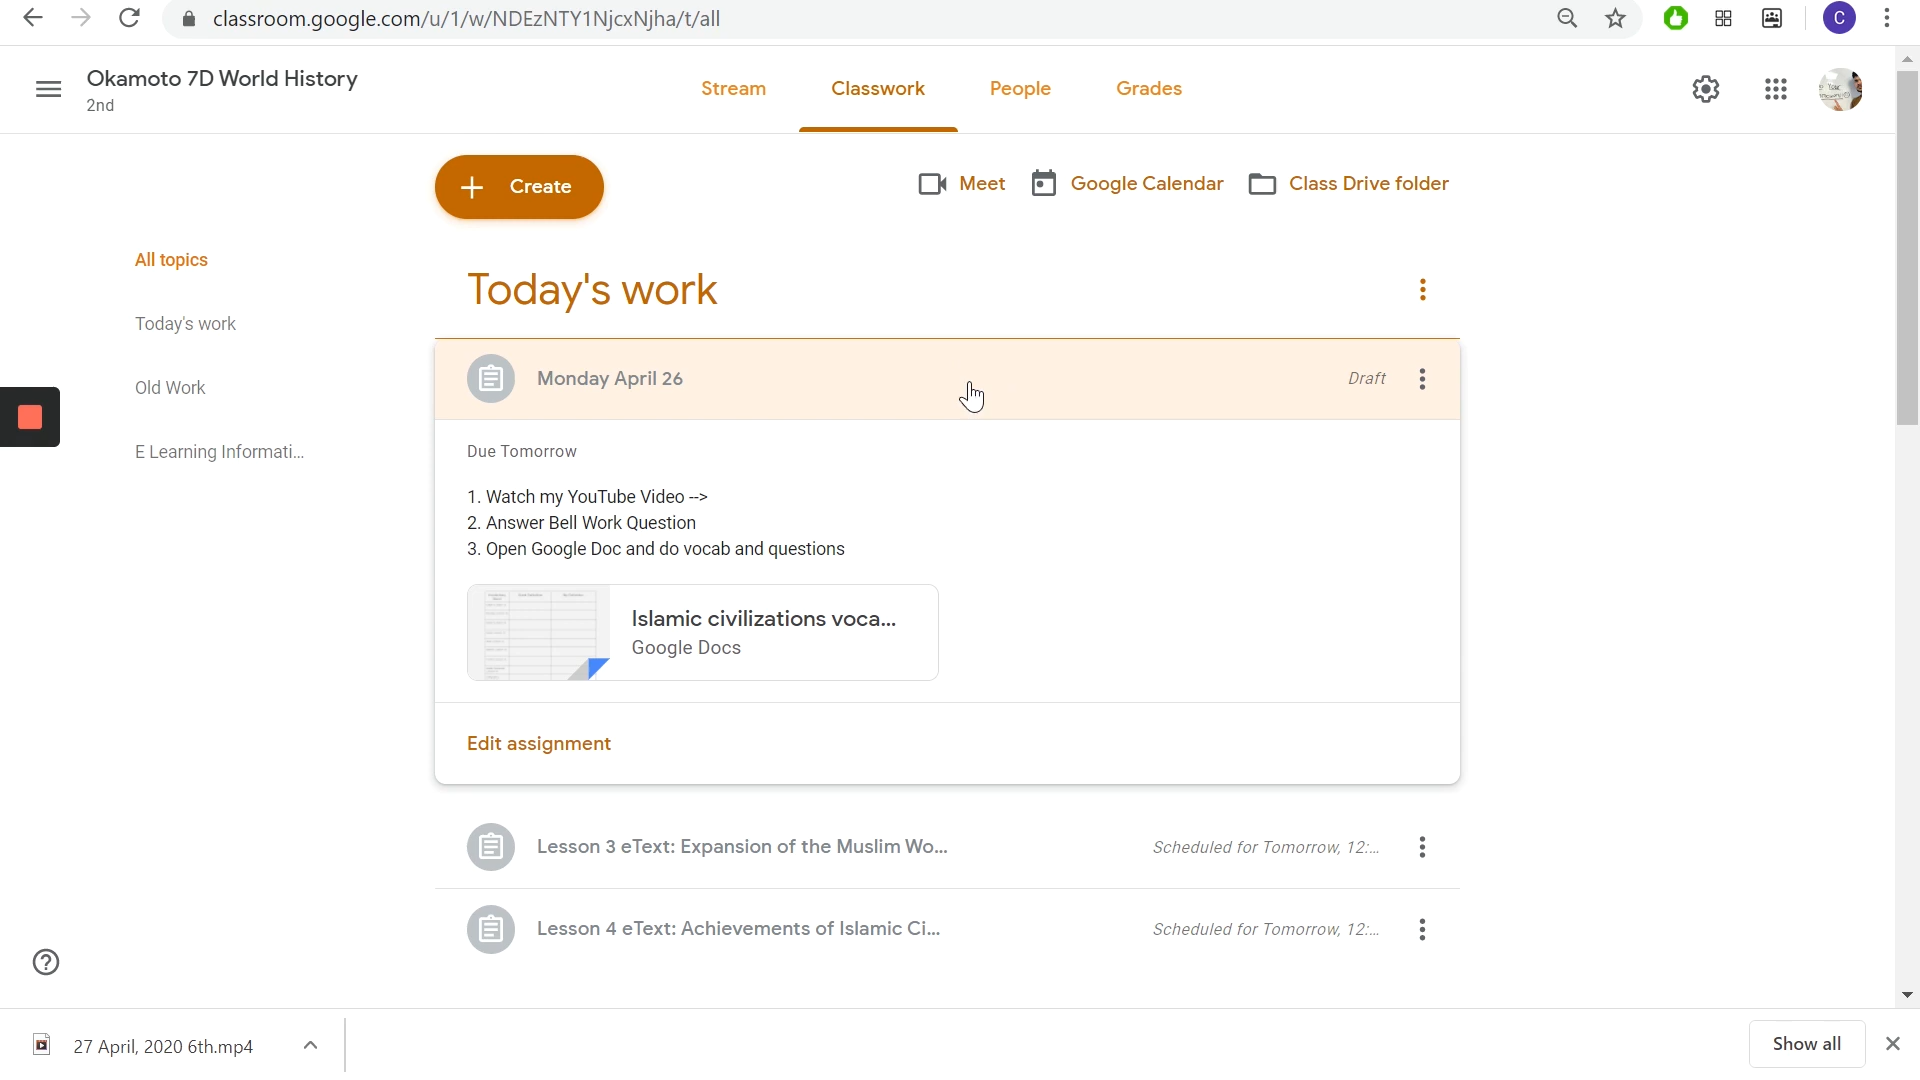 classroom.google.com/u/1/w/NDEzNTY1NjcxNjha/t/all
C
Okamoto 7D World History
2nd
Stream
Classwork
People
Grades
Create
Meet
Google Calendar
Class Drive folder
All topics
Today's work
Old Work
E Learning Informati...
Today's work
Monday April 26
Draft
Due Tomorrow
1. Watch my YouTube Video -->
2. Answer Bell Work Question
3. Open Google Doc and do vocab and questions
Islamic civilizations voca...
Google Docs
Edit assignment
Lesson 3 eText: Expansion of the Muslim Wo...
Scheduled for Tomorrow, 12:...
Lesson 4 eText: Achievements of Islamic Ci...
Scheduled for Tomorrow, 12:...
27 April, 2020 6th.mp4
Show all